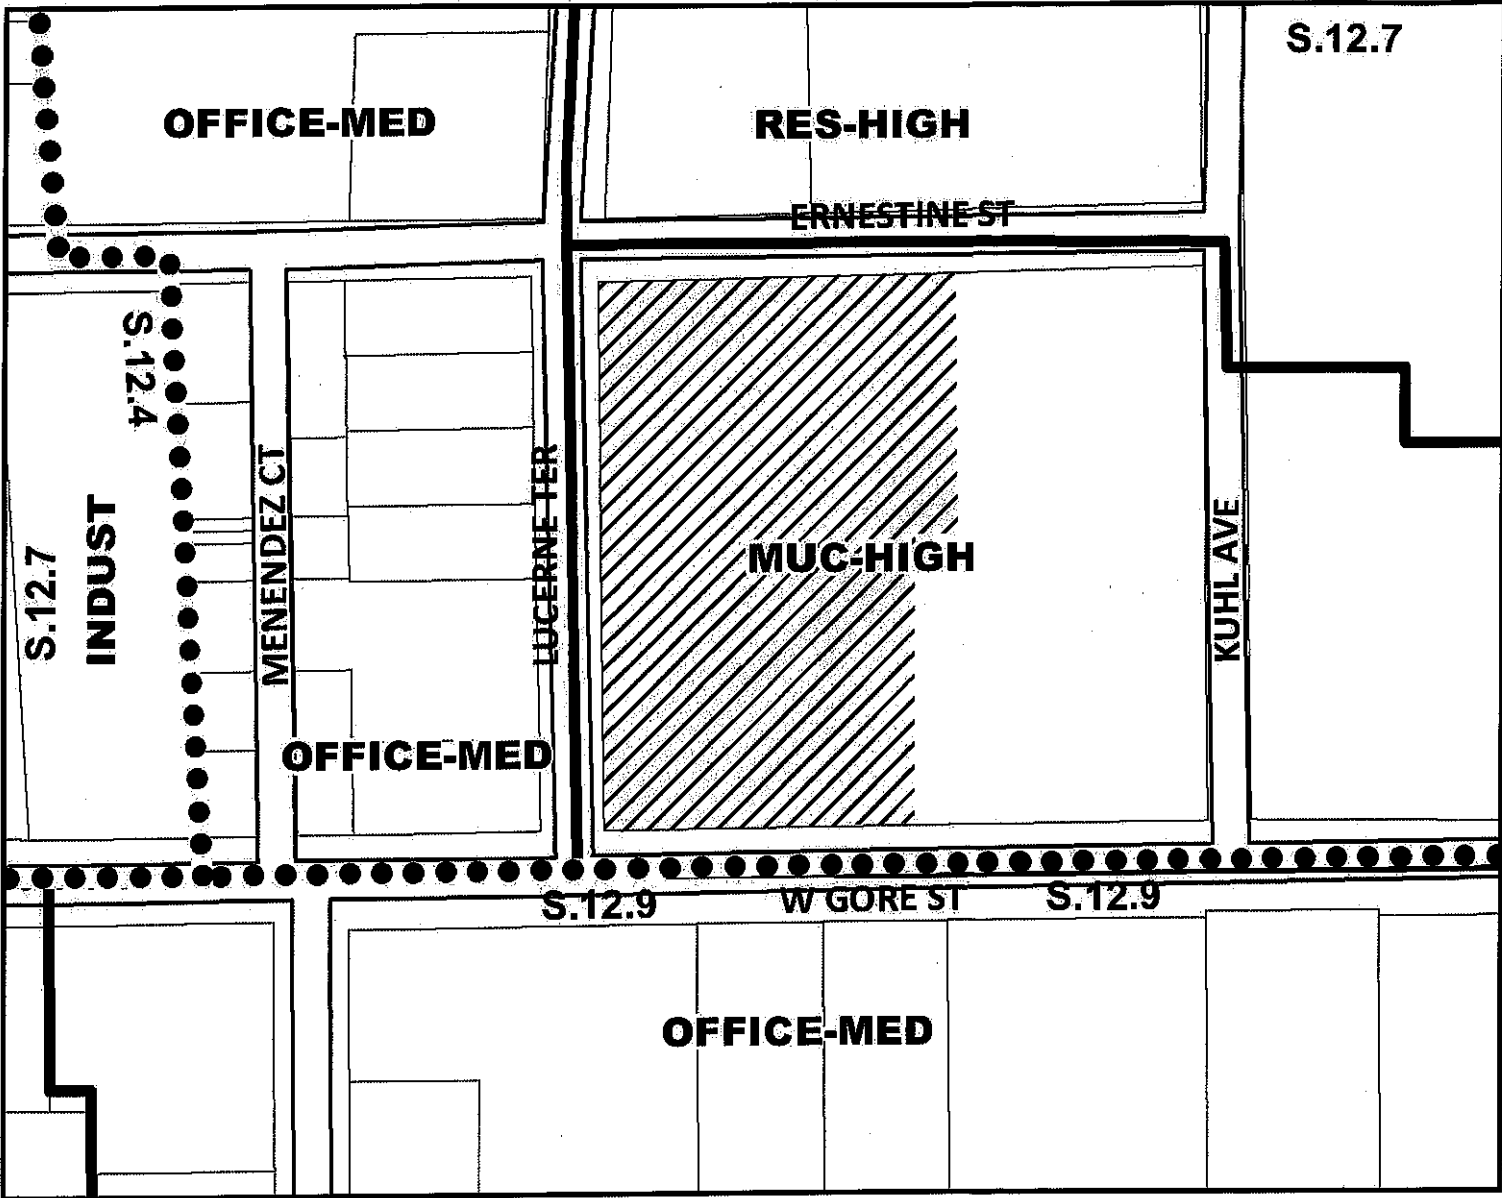 S.12.7
OFFICE-MED
RES-HIGH
ERNESTINE ST
S.12.4
MENENDEZ CT
LUCERNE TER
MUC-HIGH
KUHL AVE
S.12.7
INDUST
OFFICE-MED
S.12.9
W GORE ST
S.12.9
OFFICE-MED